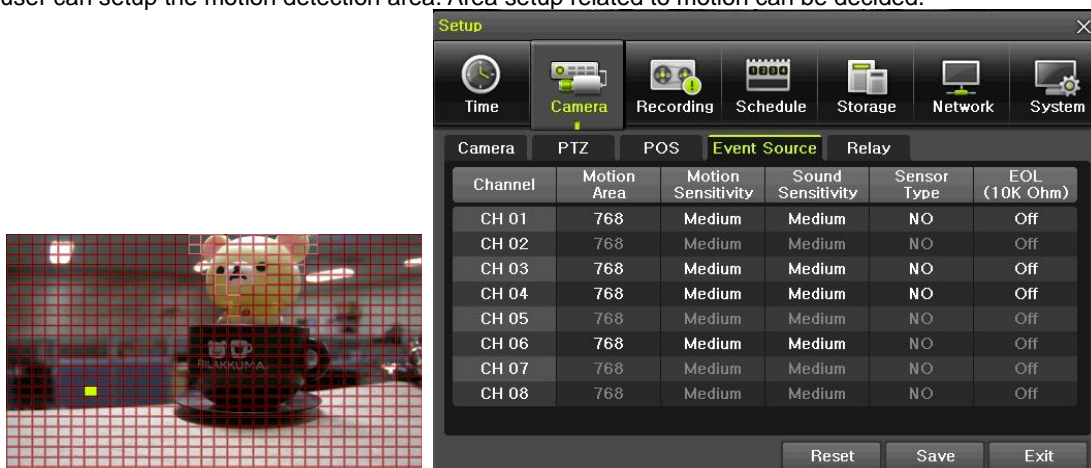 user can setup the motion detection area. Area setup related to motion can be decided.
Setup
Time Camera Recording Schedule Storage Network System
Camera PTZ POS Event Source Relay
Channel Motion Area Motion Sensitivity Sound Sensitivity Sensor Type EOL (10K Ohm)
CH 01 768 Medium Medium NO Off
CH 02 768 Medium Medium NO Off
CH 03 768 Medium Medium NO Off
CH 04 768 Medium Medium NO Off
CH 05 768 Medium Medium NO Off
CH 06 768 Medium Medium NO Off
CH 07 768 Medium Medium NO Off
CH 08 768 Medium Medium NO Off
Reset Save Exit
RILAKKUMA